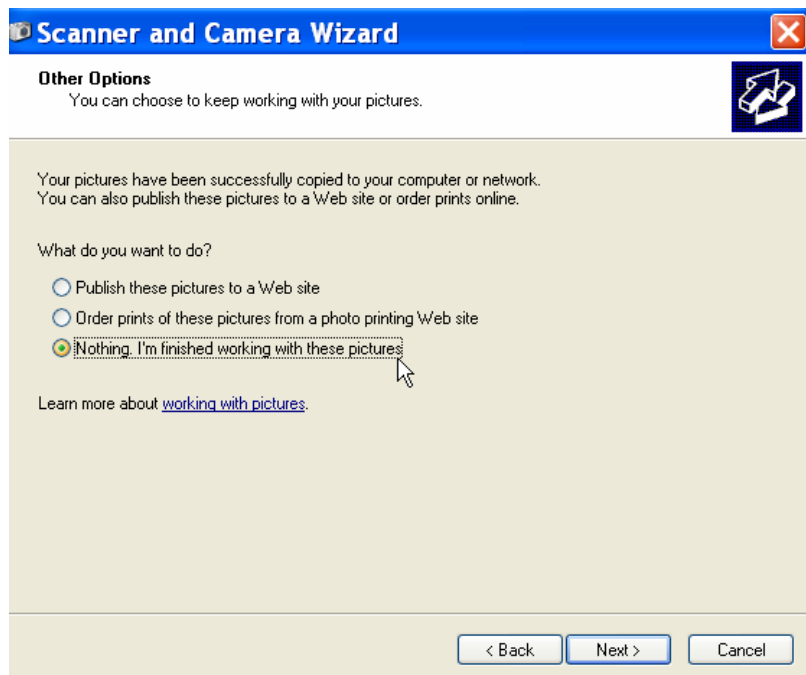 Scanner and Camera Wizard
Other Options
You can choose to keep working with your pictures.
Your pictures have been successfully copied to your computer or network.
You can also publish these pictures to a Web site or order prints online.
What do you want to do?
Publish these pictures to a Web site
Order prints of these pictures from a photo printing Web site
Nothing. I'm finished working with these pictures
Learn more about working with pictures.
< Back Next > Cancel